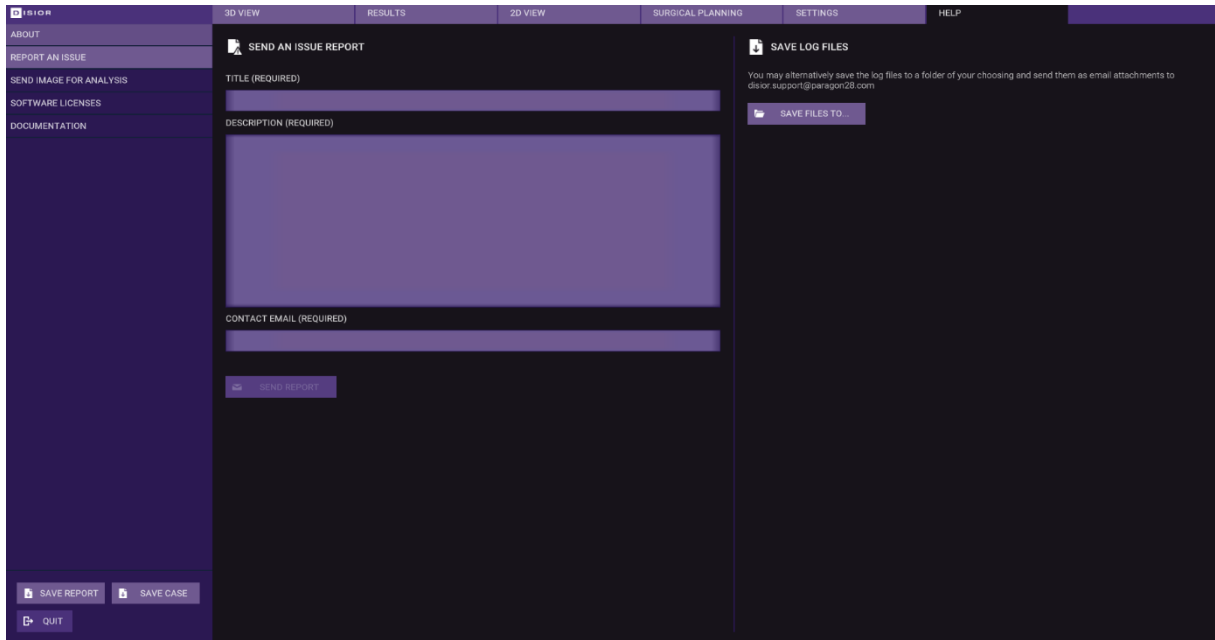 DISIOR
3D VIEW
RESULTS
2D VIEW
SURGICAL PLANNING
SETTINGS
HELP
ABOUT
REPORT AN ISSUE
SEND IMAGE FOR ANALYSIS
SOFTWARE LICENSES
DOCUMENTATION
SEND AN ISSUE REPORT
TITLE (REQUIRED)
DESCRIPTION (REQUIRED)
CONTACT EMAIL (REQUIRED)
SEND REPORT
SAVE LOG FILES
You may alternatively save the log files to a folder of your choosing and send them as email attachments to
disior.support@paragon28.com
SAVE FILES TO...
SAVE REPORT
SAVE CASE
QUIT